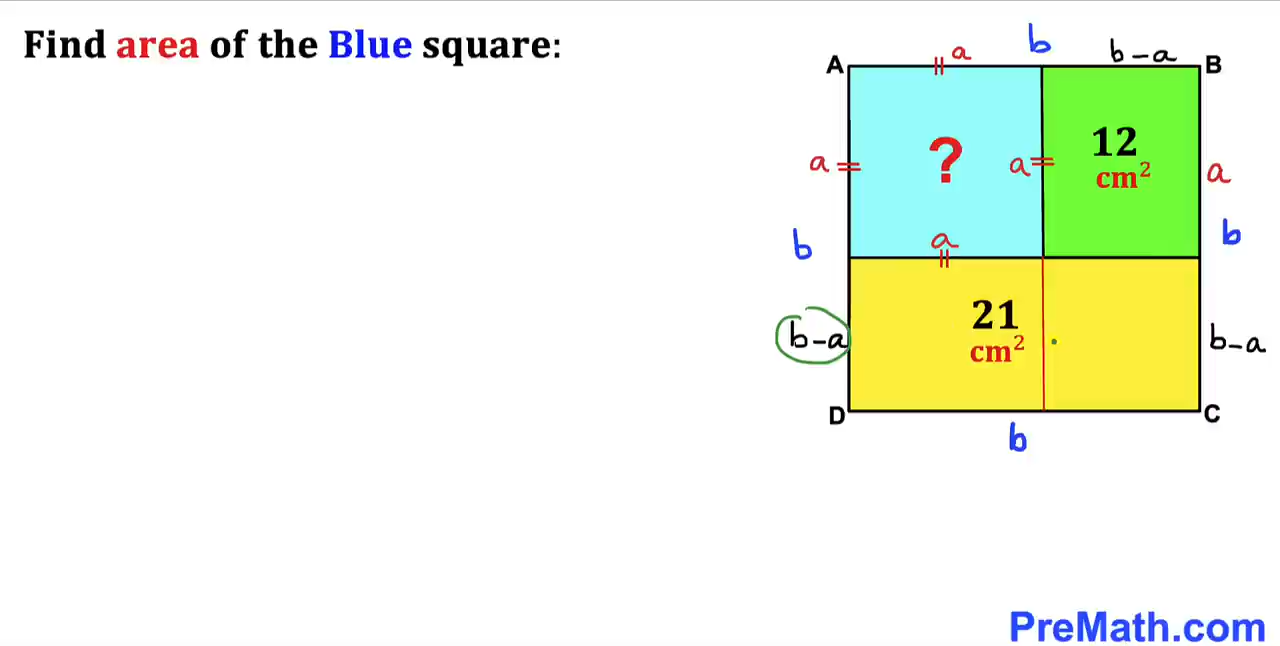 Find area of the Blue square:
b
a
b-a
A
B
12
?
a
a
cm²
a
b
a
b
21
b-a
cm²
b-a
D
C
b
PreMath.com